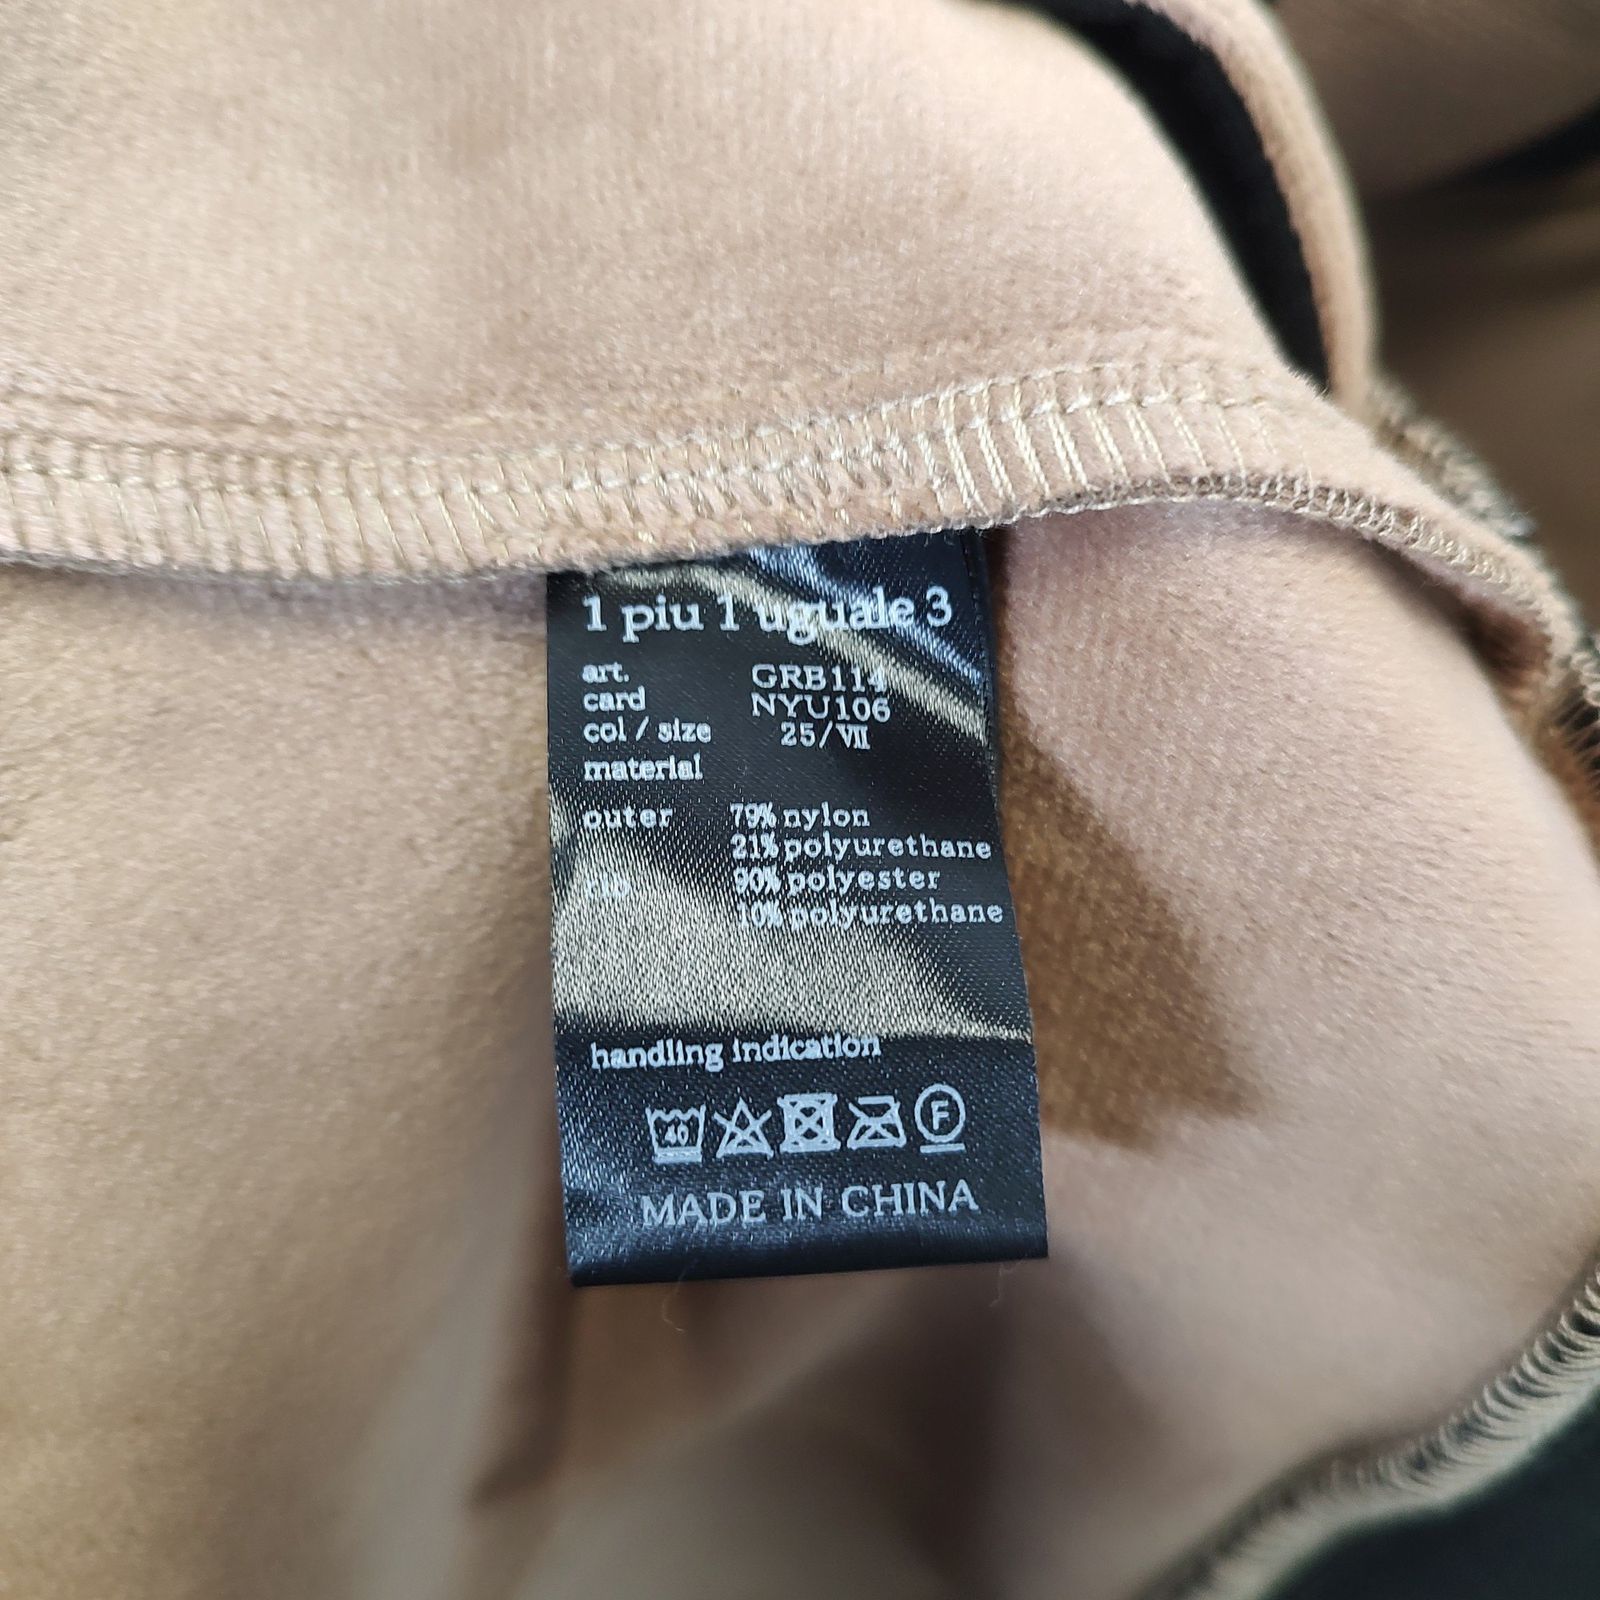 1 piu 1 uguale 3
art. GRB114
card NYU106
col / size 25/VII
material
outer 79% nylon
21% polyurethane
rib 90% polyester
10% polyurethane
handling indication
40 F
MADE IN CHINA